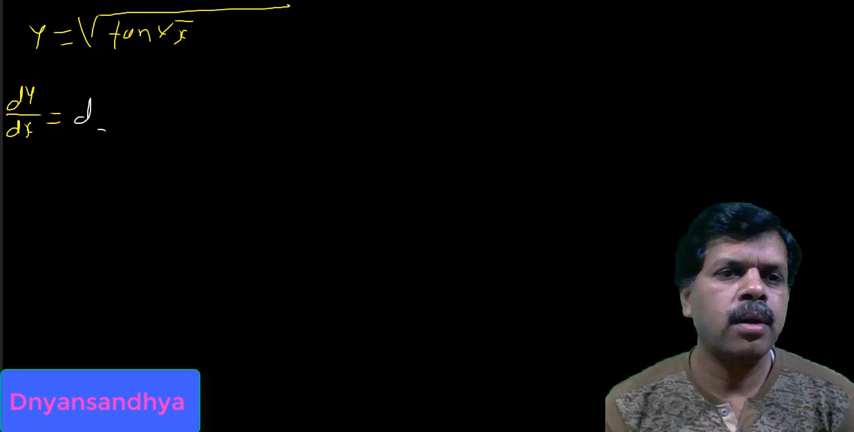 y = √(tan √x)
dy/dx = d
Dnyansandhya